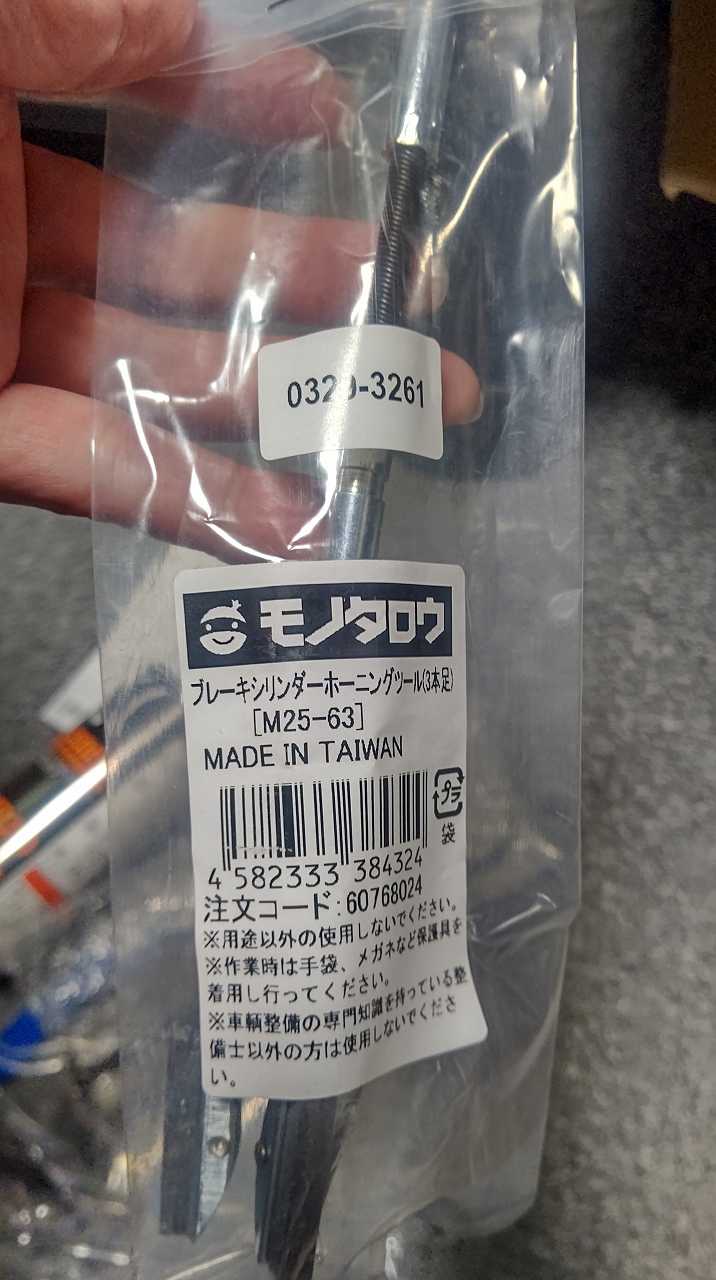 0329-3261
モノタロウ
ブレーキシリンダーホーニングツール(3本足)
[M25-63]
MADE IN TAIWAN
プラ
袋
4 582333 384324
注文コード:60768024
※用途以外の使用しないでください。
※作業時は手袋、メガネなど保護具を
着用し行ってください。
※車輌整備の専門知識を持っている整
備士以外の方は使用しないでくださ
い。